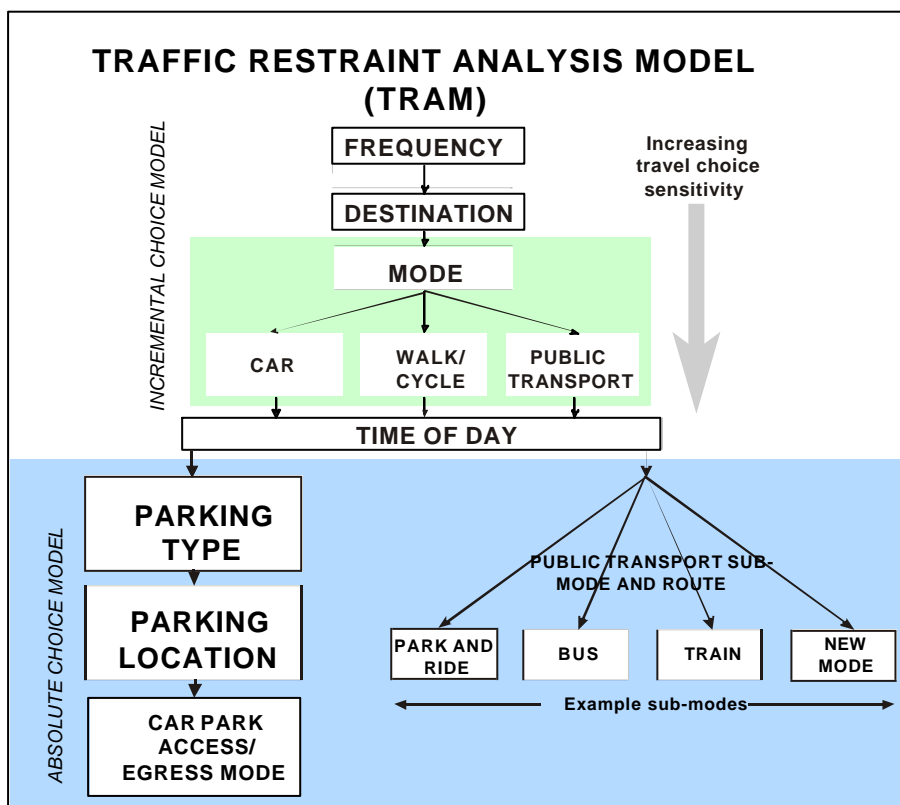 TRAFFIC RESTRAINT ANALYSIS MODEL
(TRAM)
INCREMENTAL CHOICE MODEL
FREQUENCY
Increasing
travel choice
sensitivity
DESTINATION
MODE
CAR
WALK/
CYCLE
PUBLIC
TRANSPORT
TIME OF DAY
ABSOLUTE CHOICE MODEL
PARKING
TYPE
PARKING
LOCATION
CAR PARK
ACCESS/
EGRESS MODE
PUBLIC TRANSPORT SUB-
MODE AND ROUTE
PARK AND
RIDE
BUS
TRAIN
NEW
MODE
Example sub-modes